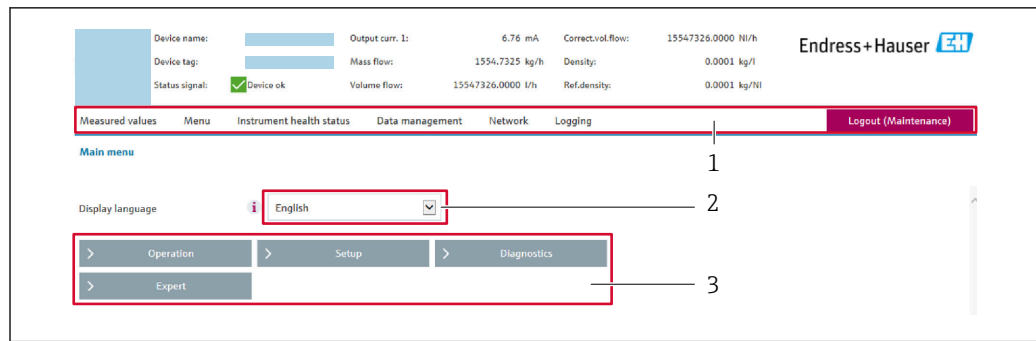 Device name: Output curr. 1: 6.76 mA Correct.vol.flow: 15547326.0000 Nl/h
Endress+Hauser EH
Device tag: Mass flow: 1554.7325 kg/h Density: 0.0001 kg/l
Status signal: Device ok Volume flow: 15547326.0000 l/h Ref.density: 0.0001 kg/Nl
Measured values Menu Instrument health status Data management Network Logging Logout (Maintenance)
1
Main menu
Display language i English 2
> Operation > Setup > Diagnostics
> Expert 3